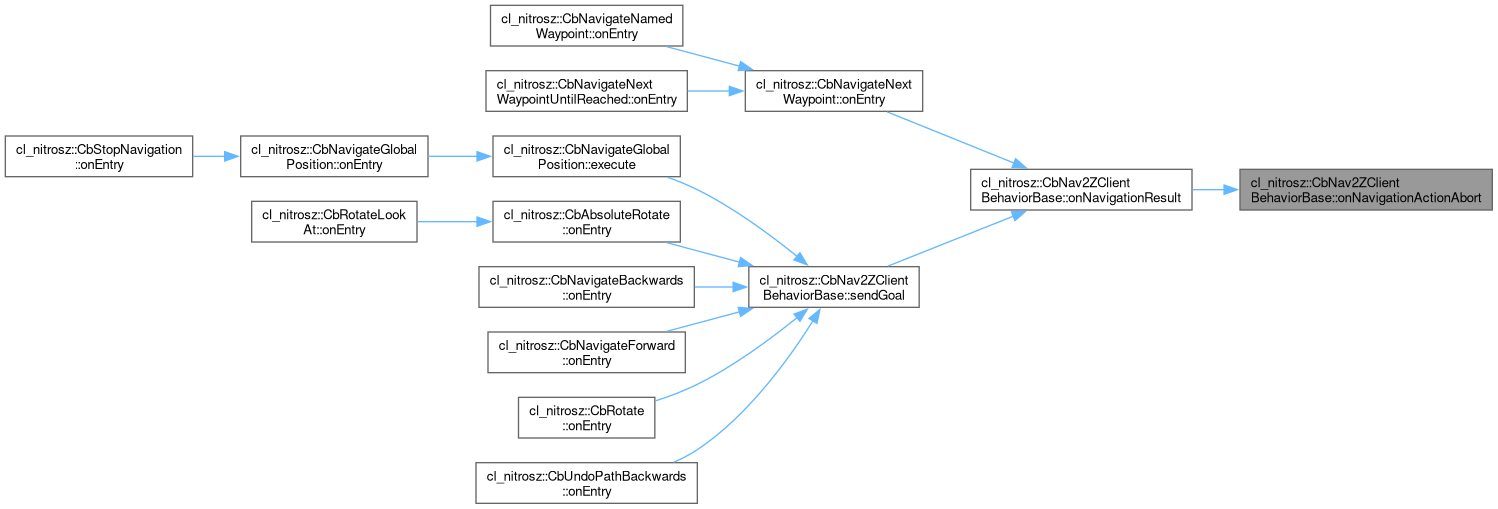 cl_nitrosz::CbNavigateNamed
Waypoint::onEntry
cl_nitrosz::CbNavigateNext
WaypointUntilReached::onEntry
cl_nitrosz::CbNavigateNext
Waypoint::onEntry
cl_nitrosz::CbStopNavigation
::onEntry
cl_nitrosz::CbNavigateGlobal
Position::onEntry
cl_nitrosz::CbNavigateGlobal
Position::execute
cl_nitrosz::CbNav2ZClient
BehaviorBase::onNavigationResult
cl_nitrosz::CbNav2ZClient
BehaviorBase::onNavigationActionAbort
cl_nitrosz::CbRotateLook
At::onEntry
cl_nitrosz::CbAbsoluteRotate
::onEntry
cl_nitrosz::CbNavigateBackwards
::onEntry
cl_nitrosz::CbNav2ZClient
BehaviorBase::sendGoal
cl_nitrosz::CbNavigateForward
::onEntry
cl_nitrosz::CbRotate
::onEntry
cl_nitrosz::CbUndoPathBackwards
::onEntry